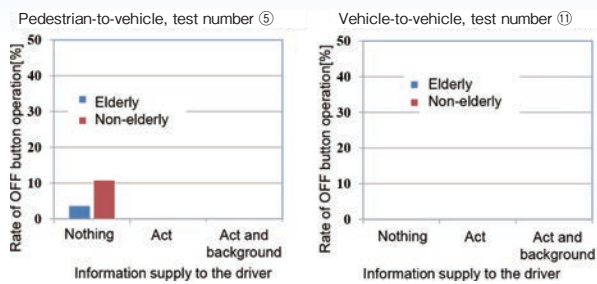 Pedestrian-to-vehicle, test number ⑤
Rate of OFF button operation[%]
50
40
30
20
10
0
Elderly
Non-elderly
Nothing
Act
Act and
background
Information supply to the driver
Vehicle-to-vehicle, test number ⑪
Rate of OFF button operation[%]
50
40
30
20
10
0
Elderly
Non-elderly
Nothing
Act
Act and
background
Information supply to the driver